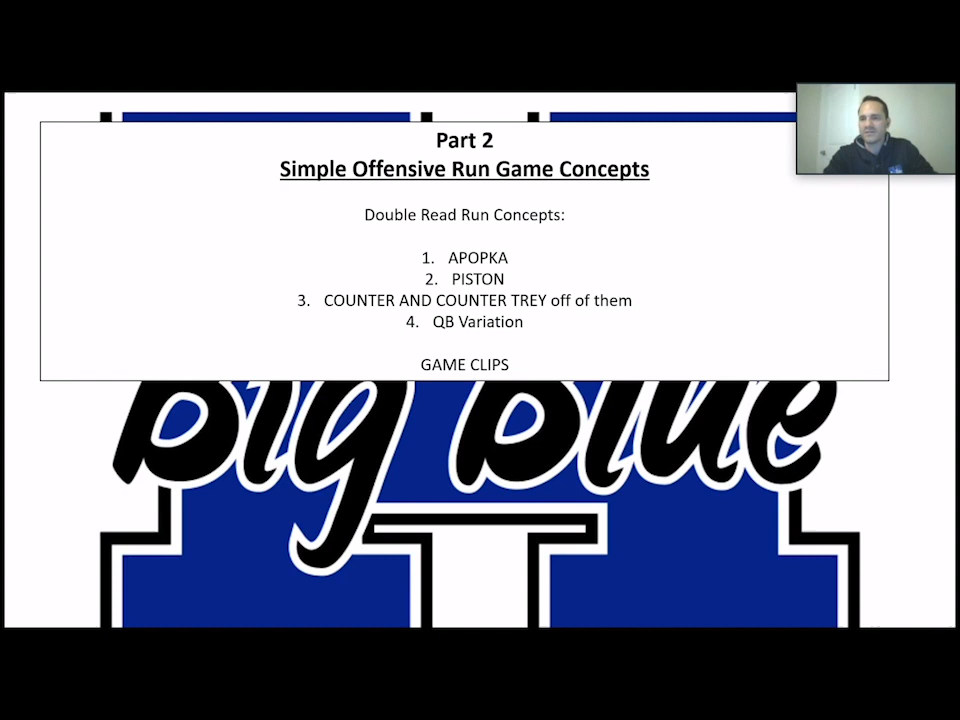 Part 2
Simple Offensive Run Game Concepts
Double Read Run Concepts:
1. APOPKA
2. PISTON
3. COUNTER AND COUNTER TREY off of them
4. QB Variation
GAME CLIPS
Big Blue